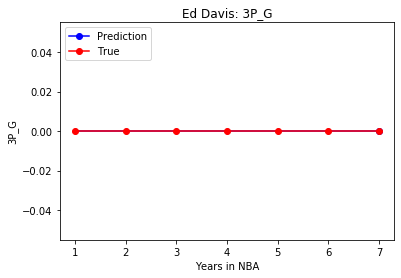 Ed Davis: 3P_G
Prediction
True
0.04
0.02
0.00
−0.02
−0.04
3P_G
1 2 3 4 5 6 7
Years in NBA